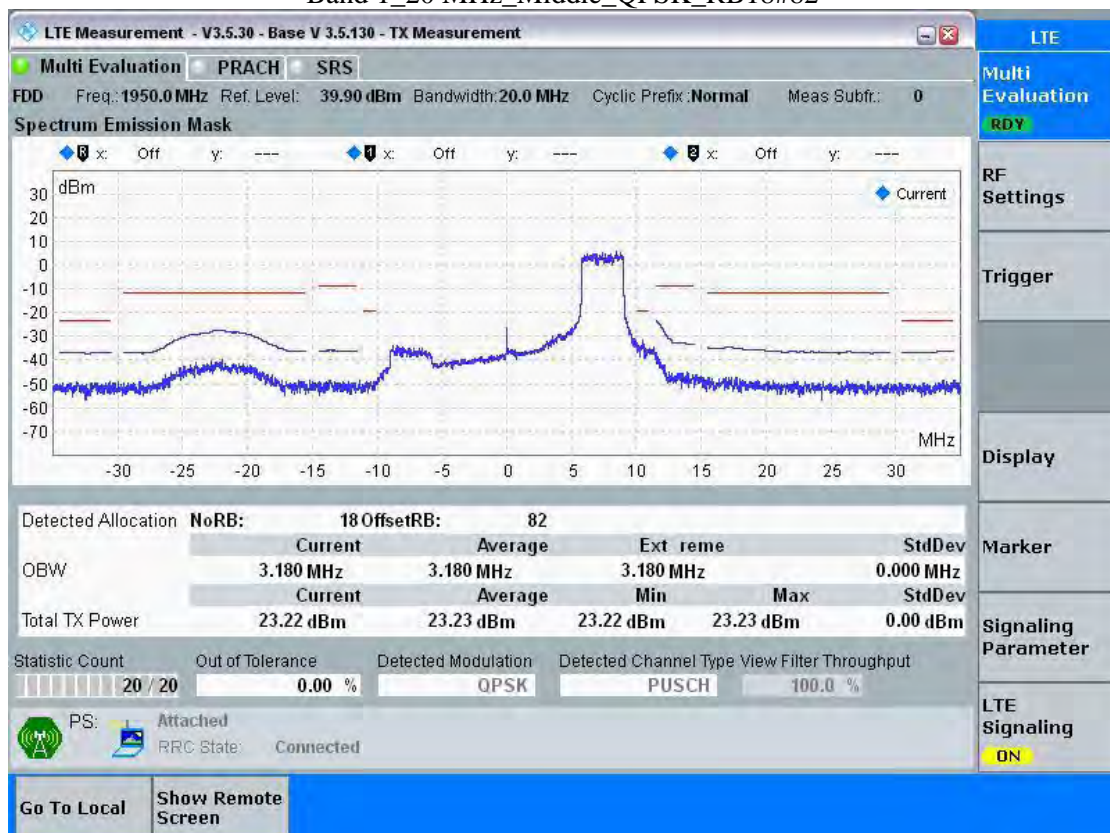 Band 1_20 MHz_Middle_QPSK_RB18#82
LTE Measurement - V3.5.30 - Base V 3.5.130 - TX Measurement
LTE
Multi Evaluation PRACH SRS
Multi Evaluation
RDY
FDD Freq.: 1950.0 MHz Ref. Level: 39.90 dBm Bandwidth: 20.0 MHz Cyclic Prefix : Normal Meas Subfr.: 0
Spectrum Emission Mask
R x: Off y: --- 1 x: Off y: --- 2 x: Off y: ---
dBm
Current
30
20
10
0
-10
-20
-30
-40
-50
-60
-70
MHz
-30 -25 -20 -15 -10 -5 0 5 10 15 20 25 30
RF Settings
Trigger
Display
Marker
Signaling Parameter
LTE Signaling
ON
Detected Allocation NoRB: 18 OffsetRB: 82
Current Average Ext reme StdDev
OBW 3.180 MHz 3.180 MHz 3.180 MHz 0.000 MHz
Current Average Min Max StdDev
Total TX Power 23.22 dBm 23.23 dBm 23.22 dBm 23.23 dBm 0.00 dBm
Statistic Count Out of Tolerance Detected Modulation Detected Channel Type View Filter Throughput
20 / 20 0.00 % QPSK PUSCH 100.0 %
PS: Attached
RRC State: Connected
Go To Local Show Remote Screen